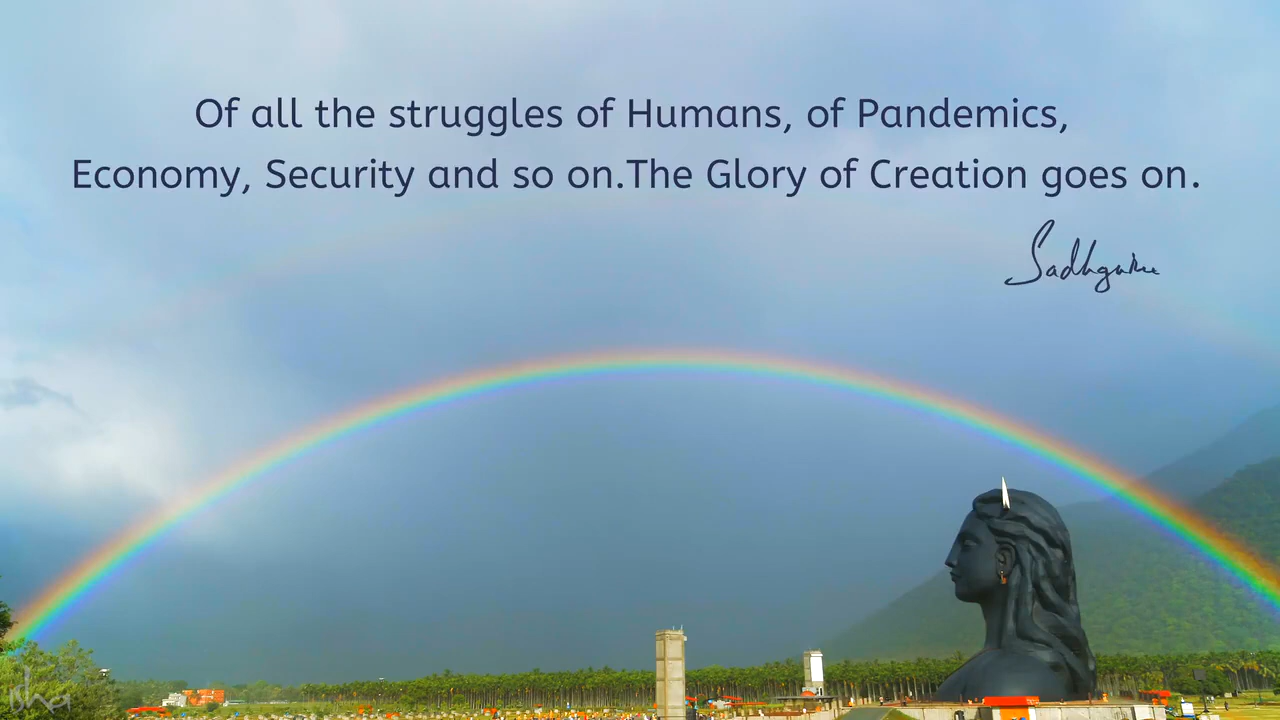 Of all the struggles of Humans, of Pandemics,
Economy, Security and so on.The Glory of Creation goes on.
Sadhguru
isha